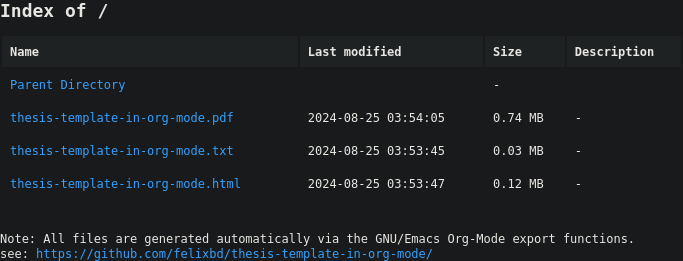 Index of /
Name Last modified Size Description
Parent Directory -
thesis-template-in-org-mode.pdf 2024-08-25 03:54:05 0.74 MB -
thesis-template-in-org-mode.txt 2024-08-25 03:53:45 0.03 MB -
thesis-template-in-org-mode.html 2024-08-25 03:53:47 0.12 MB -
Note: All files are generated automatically via the GNU/Emacs Org-Mode export functions.
see: https://github.com/felixbd/thesis-template-in-org-mode/